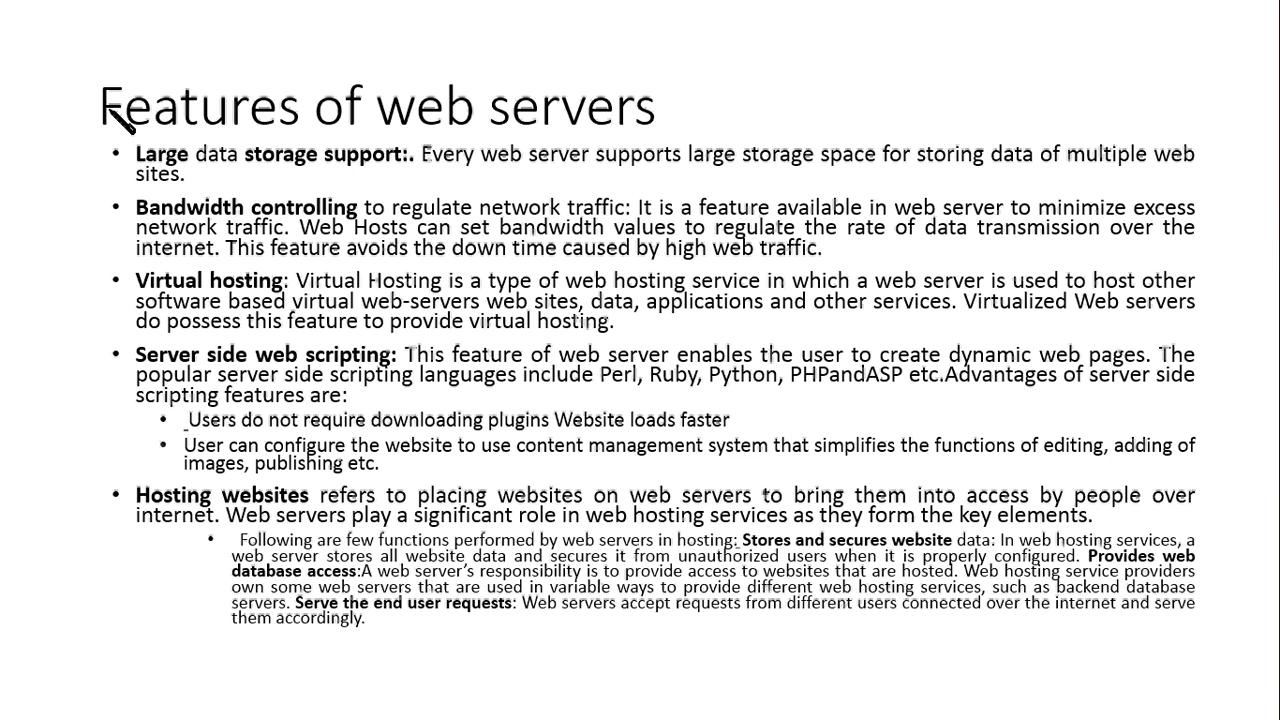 Features of web servers
• Large data storage support:. Every web server supports large storage space for storing data of multiple web
sites.
• Bandwidth controlling to regulate network traffic: It is a feature available in web server to minimize excess
network traffic. Web Hosts can set bandwidth values to regulate the rate of data transmission over the
internet. This feature avoids the down time caused by high web traffic.
• Virtual hosting: Virtual Hosting is a type of web hosting service in which a web server is used to host other
software based virtual web-servers web sites, data, applications and other services. Virtualized Web servers
do possess this feature to provide virtual hosting.
• Server side web scripting: This feature of web server enables the user to create dynamic web pages. The
popular server side scripting languages include Perl, Ruby, Python, PHPandASP etc.Advantages of server side
scripting features are:
• Users do not require downloading plugins Website loads faster
• User can configure the website to use content management system that simplifies the functions of editing, adding of
images, publishing etc.
• Hosting websites refers to placing websites on web servers to bring them into access by people over
internet. Web servers play a significant role in web hosting services as they form the key elements.
• Following are few functions performed by web servers in hosting: Stores and secures website data: In web hosting services, a
web server stores all website data and secures it from unauthorized users when it is properly configured. Provides web
database access:A web server's responsibility is to provide access to websites that are hosted. Web hosting service providers
own some web servers that are used in variable ways to provide different web hosting services, such as backend database
servers. Serve the end user requests: Web servers accept requests from different users connected over the internet and serve
them accordingly.